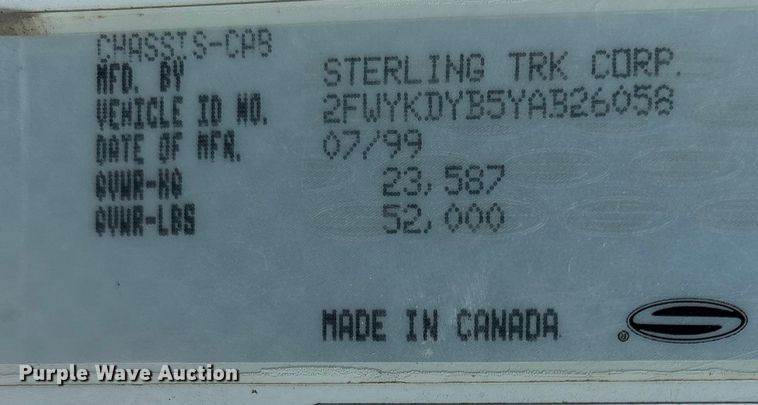 CHASSIS-CAB
MFD. BY STERLING TRK CORP.
VEHICLE ID NO. 2FWYKDYB5YAB26058
DATE OF MFR. 07/99
GVWR-KG 23,587
GVWR-LBS 52,000
MADE IN CANADA ®
Purple Wave Auction